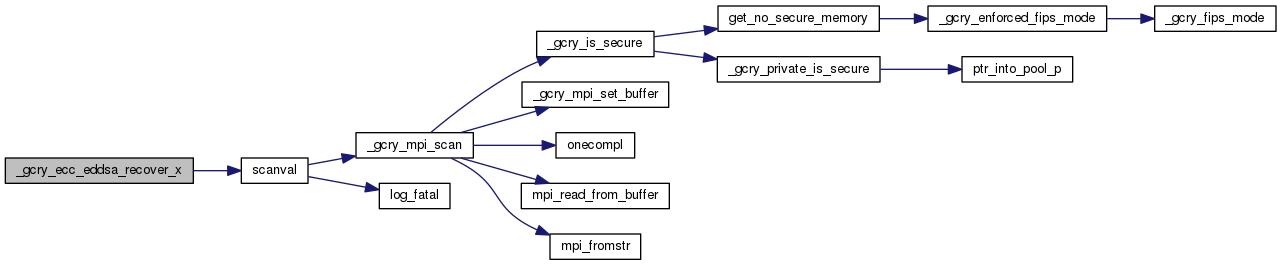 _gcry_ecc_eddsa_recover_x
scanval
_gcry_mpi_scan
log_fatal
_gcry_is_secure
_gcry_mpi_set_buffer
onecompl
mpi_read_from_buffer
mpi_fromstr
get_no_secure_memory
_gcry_private_is_secure
_gcry_enforced_fips_mode
ptr_into_pool_p
_gcry_fips_mode